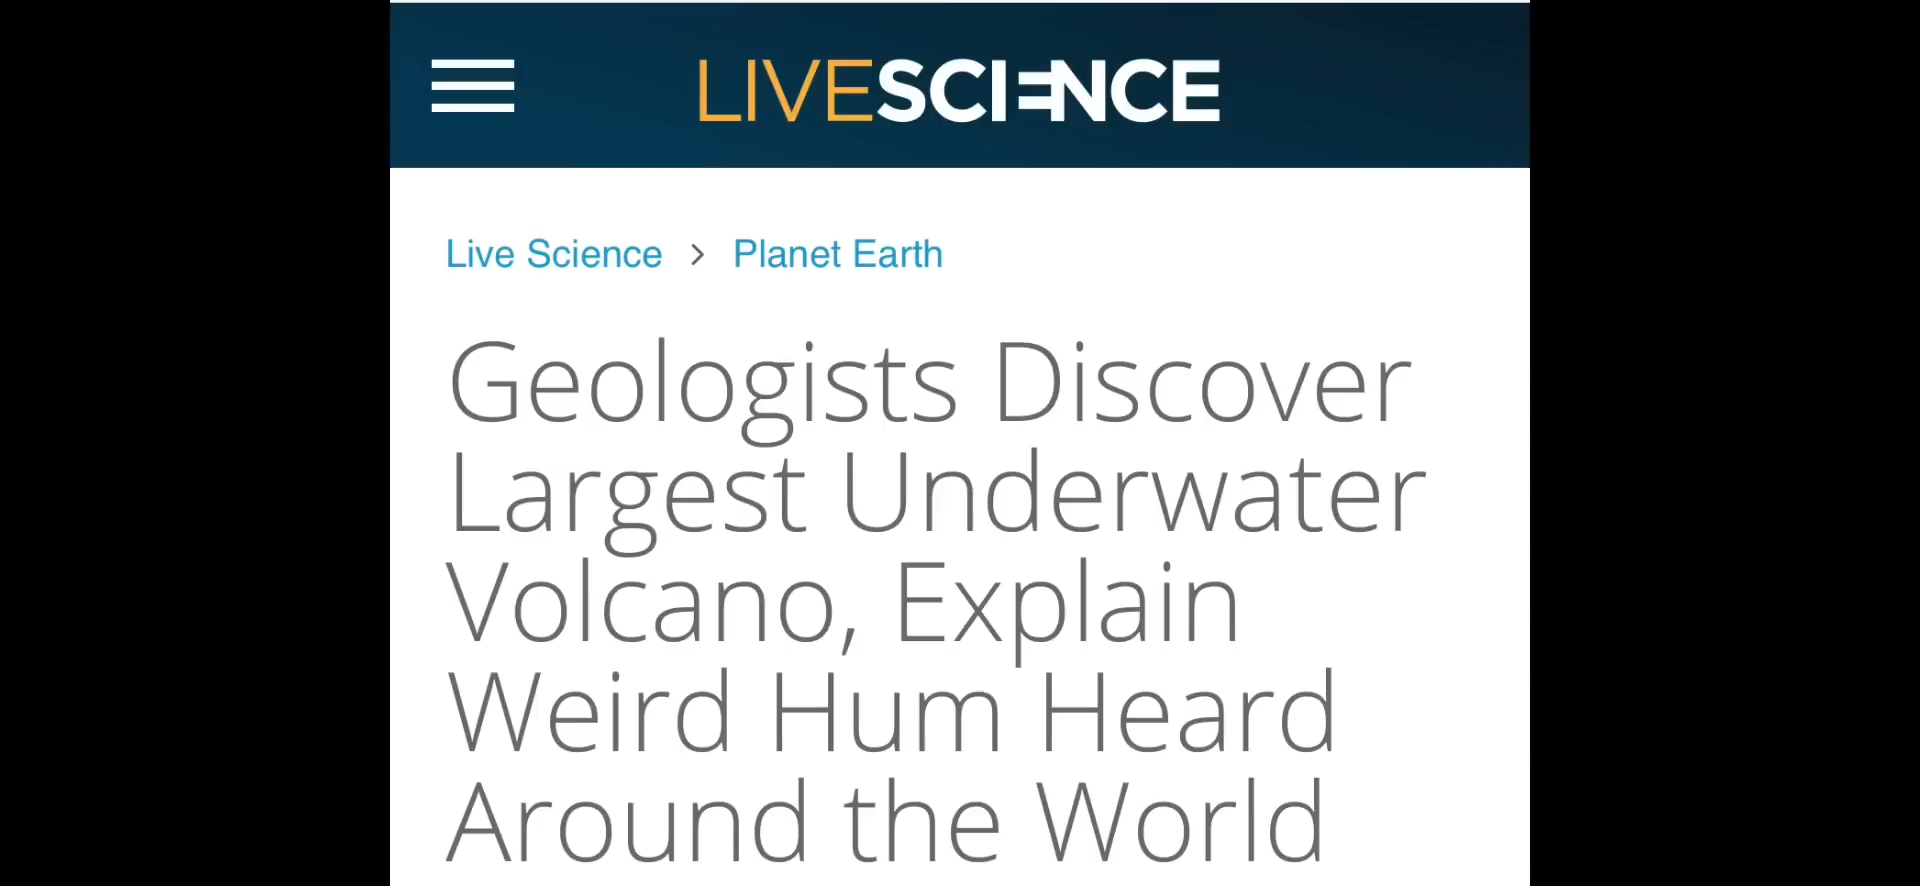 LIVESCIENCE
Live Science > Planet Earth
Geologists Discover
Largest Underwater
Volcano, Explain
Weird Hum Heard
Around the World